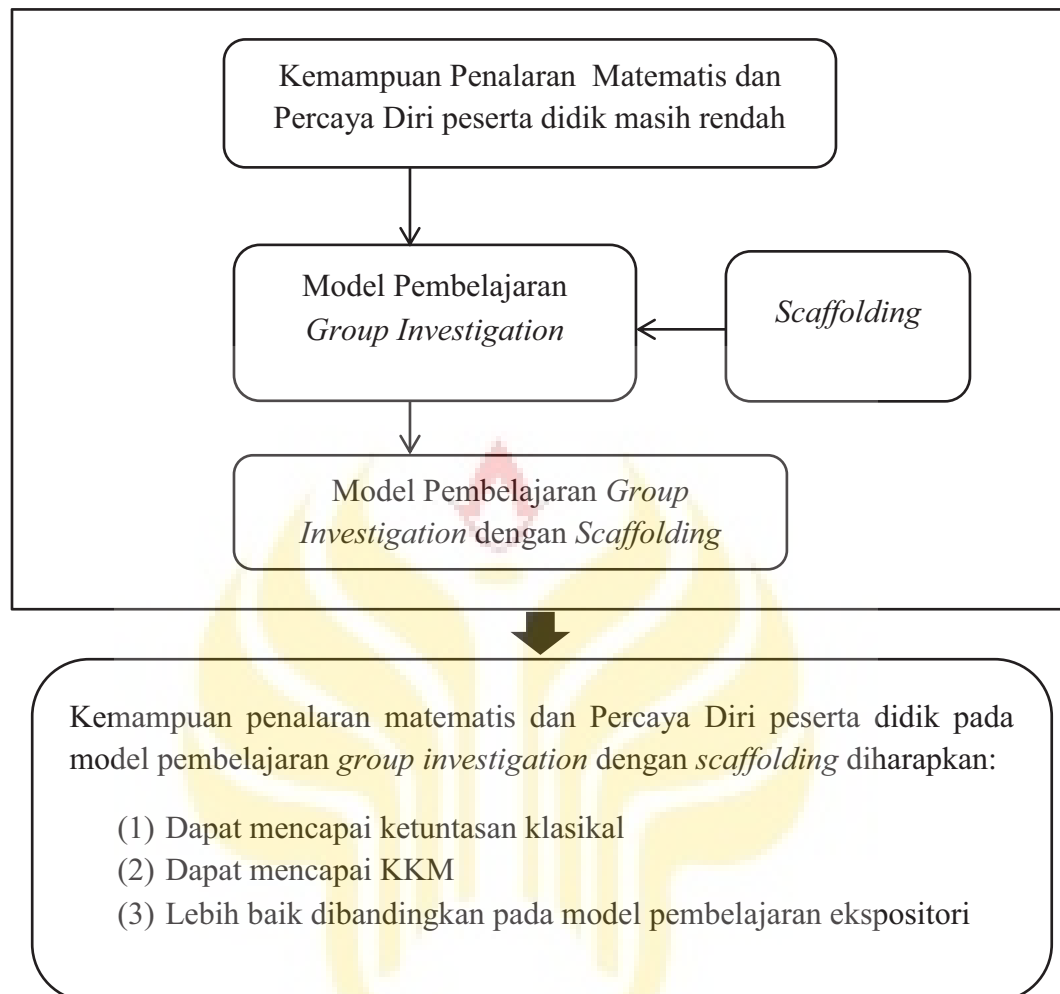 Kemampuan Penalaran Matematis dan
Percaya Diri peserta didik masih rendah
Model Pembelajaran
Group Investigation
Scaffolding
Model Pembelajaran Group
Investigation dengan Scaffolding
Kemampuan penalaran matematis dan Percaya Diri peserta didik pada
model pembelajaran group investigation dengan scaffolding diharapkan:
(1) Dapat mencapai ketuntasan klasikal
(2) Dapat mencapai KKM
(3) Lebih baik dibandingkan pada model pembelajaran ekspositori